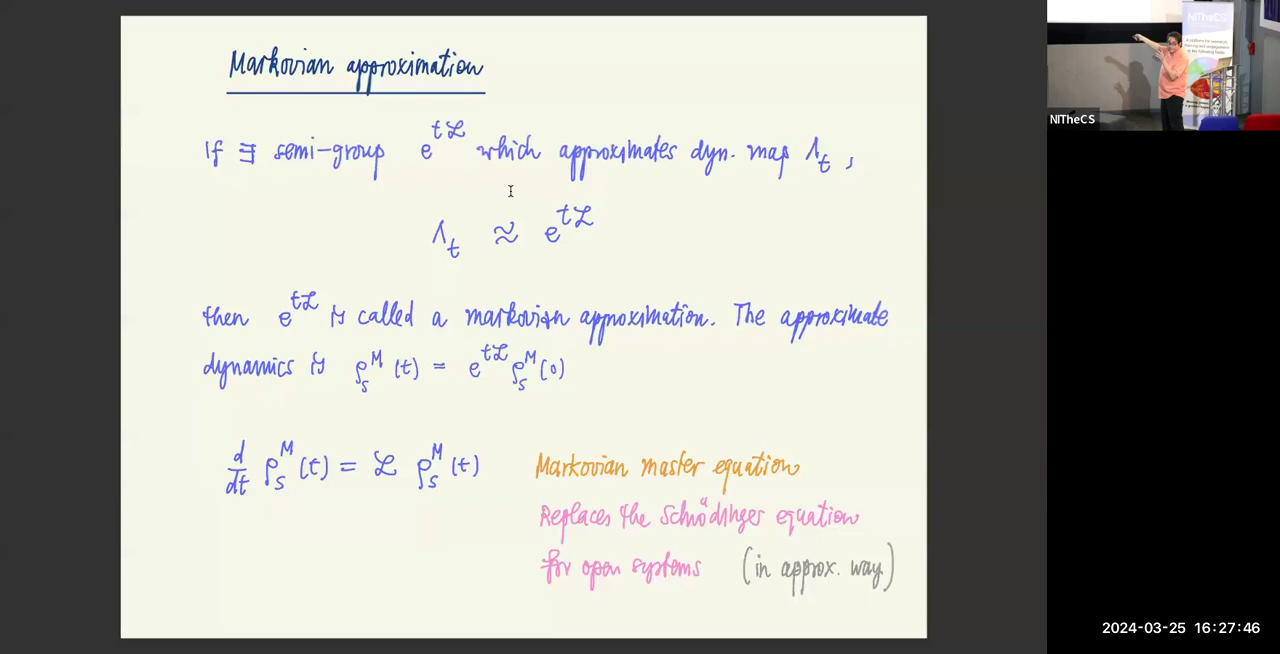 Markovian approximation
If ∃ semi-group e^{tℒ} which approximates dyn. map Λ_t ,
Λ_t ≈ e^{tℒ}
then e^{tℒ} is called a markovian approximation. The approximate
dynamics is ρ_S^M (t) = e^{tℒ} ρ_S^M (0)
d/dt ρ_S^M (t) = ℒ ρ_S^M (t)
Markovian master equation
Replaces the Schrödinger equation
for open systems (in approx. way)
NITheCS
NITheCS
2024-03-25 16:27:46